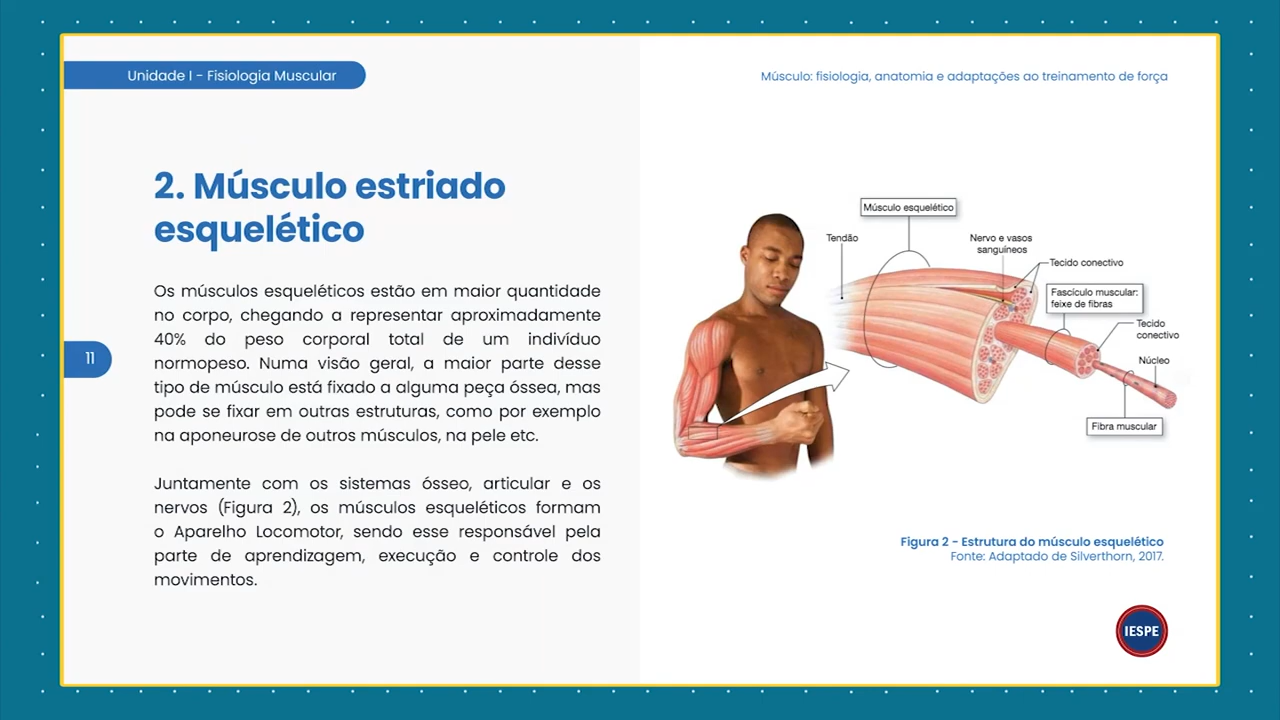 Unidade I - Fisiologia Muscular
Músculo: fisiologia, anatomia e adaptações ao treinamento de força
2. Músculo estriado
esquelético
Os músculos esqueléticos estão em maior quantidade
no corpo, chegando a representar aproximadamente
40% do peso corporal total de um indivíduo
normopeso. Numa visão geral, a maior parte desse
tipo de músculo está fixado a alguma peça óssea, mas
pode se fixar em outras estruturas, como por exemplo
na aponeurose de outros músculos, na pele etc.
Juntamente com os sistemas ósseo, articular e os
nervos (Figura 2), os músculos esqueléticos formam
o Aparelho Locomotor, sendo esse responsável pela
parte de aprendizagem, execução e controle dos
movimentos.
11
Músculo esquelético
Tendão
Nervo e vasos
sanguíneos
Tecido conectivo
Fascículo muscular:
feixe de fibras
Tecido
conectivo
Núcleo
Fibra muscular
Figura 2 - Estrutura do músculo esquelético
Fonte: Adaptado de Silverthorn, 2017.
IESPE